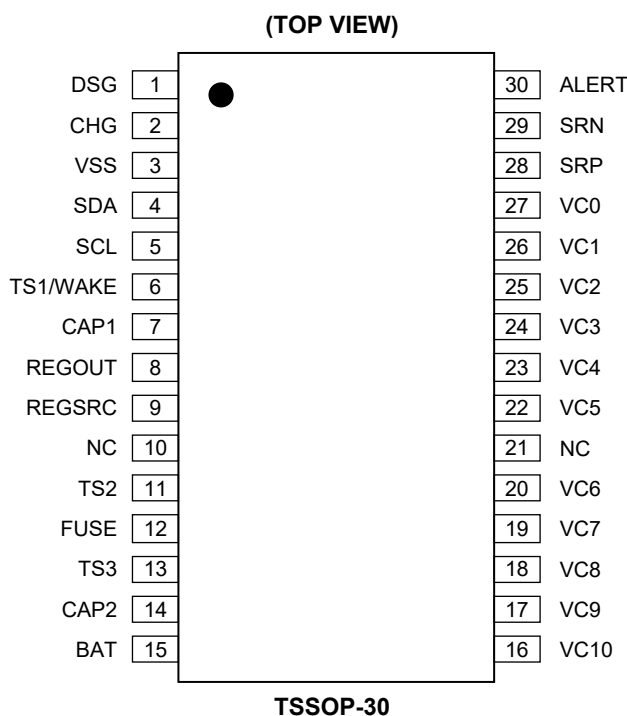 (TOP VIEW)
DSG 1 30 ALERT
CHG 2 29 SRN
VSS 3 28 SRP
SDA 4 27 VC0
SCL 5 26 VC1
TS1/WAKE 6 25 VC2
CAP1 7 24 VC3
REGOUT 8 23 VC4
REGSRC 9 22 VC5
NC 10 21 NC
TS2 11 20 VC6
FUSE 12 19 VC7
TS3 13 18 VC8
CAP2 14 17 VC9
BAT 15 16 VC10
TSSOP-30